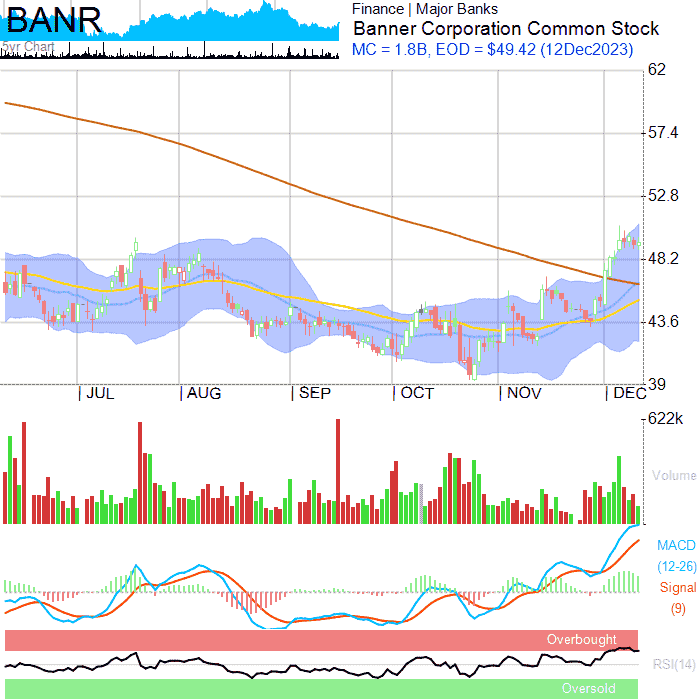 BANR
5yr Chart
Finance | Major Banks
Banner Corporation Common Stock
MC = 1.8B, EOD = $49.42 (12Dec2023)
62
57.4
52.8
48.2
43.6
39
JUL AUG SEP OCT NOV DEC
622k
Volume
MACD
(12-26)
Signal
(9)
Overbought
RSI(14)
Oversold